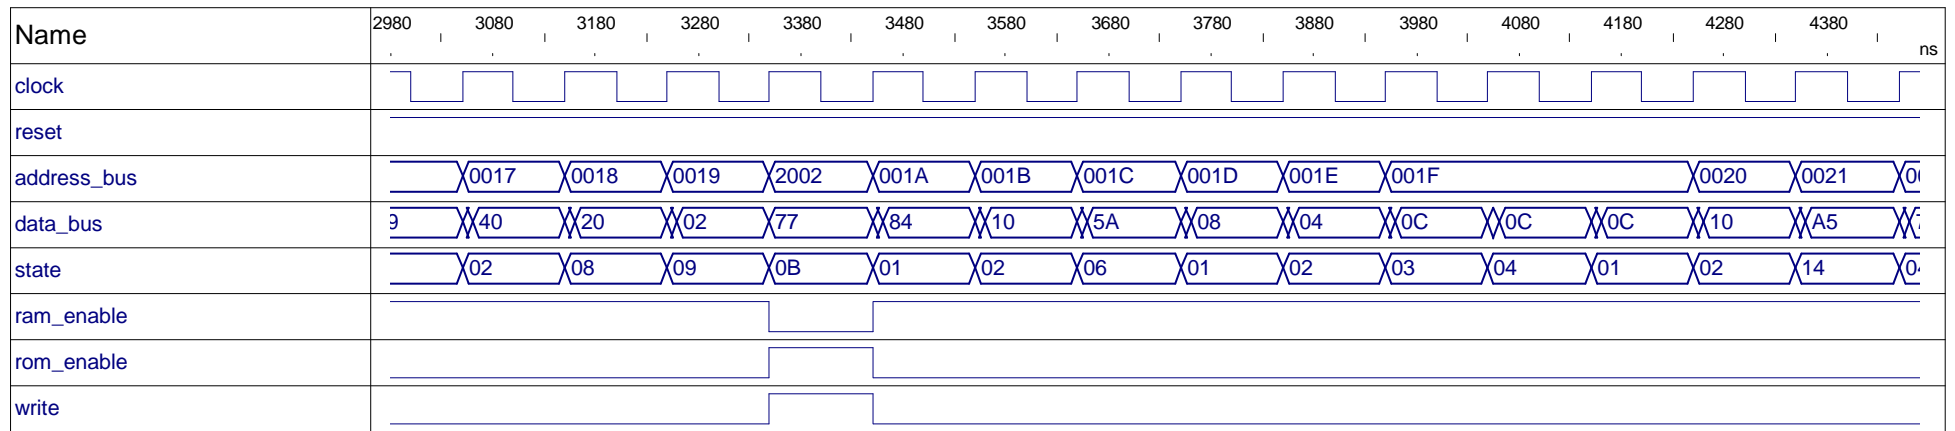 Name 2980 3080 3180 3280 3380 3480 3580 3680 3780 3880 3980 4080 4180 4280 4380
ns
clock
reset
address_bus 0017 0018 0019 2002 001A 001B 001C 001D 001E 001F 0020 0021
data_bus 9 40 20 02 77 84 10 5A 08 04 0C 0C 0C 10 A5
state 02 08 09 0B 01 02 06 01 02 03 04 01 02 14
ram_enable
rom_enable
write